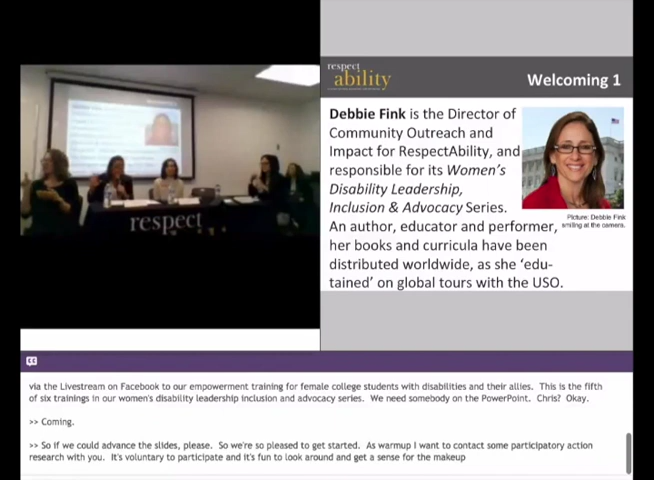 respect
ability
Welcoming 1
Debbie Fink is the Director of
Community Outreach and
Impact for RespectAbility, and
responsible for its Women's
Disability Leadership,
Inclusion & Advocacy Series.
An author, educator and performer,
her books and curricula have been
distributed worldwide, as she 'edu-
tained' on global tours with the USO.
Picture: Debbie Fink
smiling at the camera.
respect
via the Livestream on Facebook to our empowerment training for female college students with disabilities and their allies. This is the fifth
of six trainings in our women's disability leadership inclusion and advocacy series. We need somebody on the PowerPoint. Chris? Okay.
>> Coming.
>> So if we could advance the slides, please. So we're so pleased to get started. As warmup I want to contact some participatory action
research with you. It's voluntary to participate and it's fun to look around and get a sense for the makeup